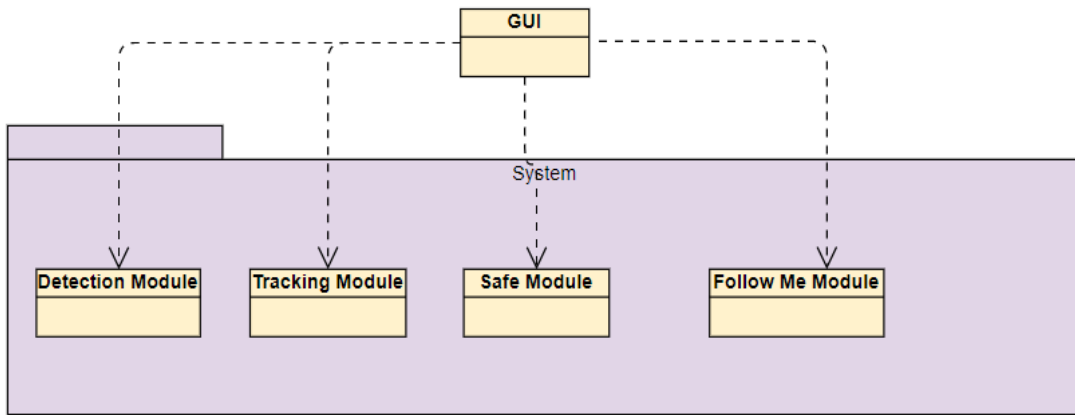 GUI
System
Detection Module
Tracking Module
Safe Module
Follow Me Module